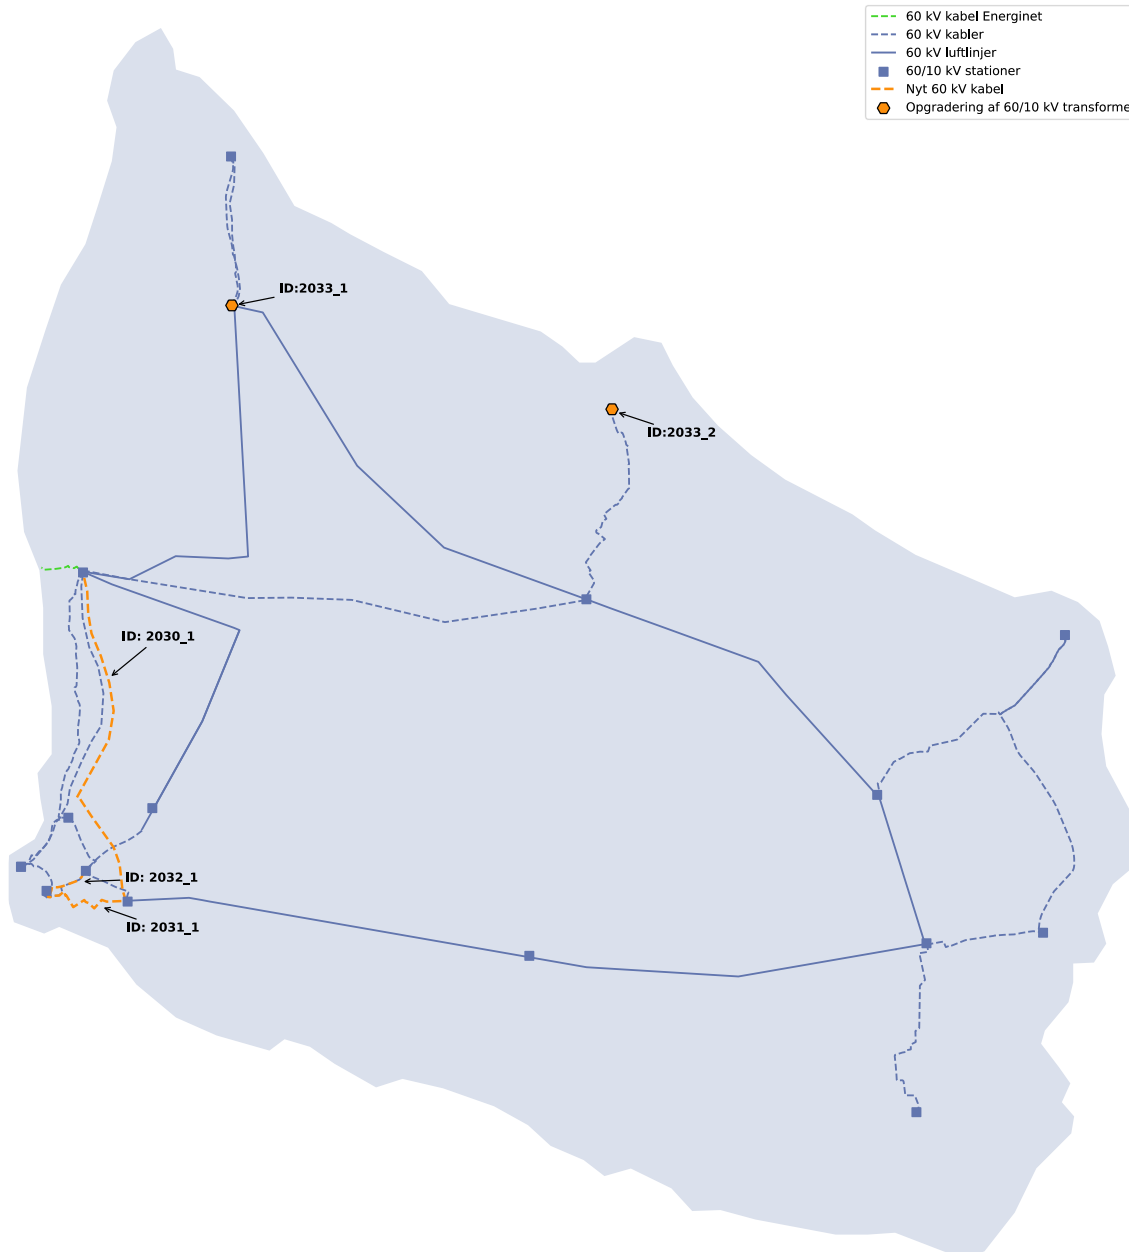 60 kV kabel Energinet
60 kV kabler
60 kV luftlinjer
60/10 kV stationer
Nyt 60 kV kabel
Opgradering af 60/10 kV transforme
ID:2033_1
ID:2033_2
ID: 2030_1
ID: 2032_1
ID: 2031_1